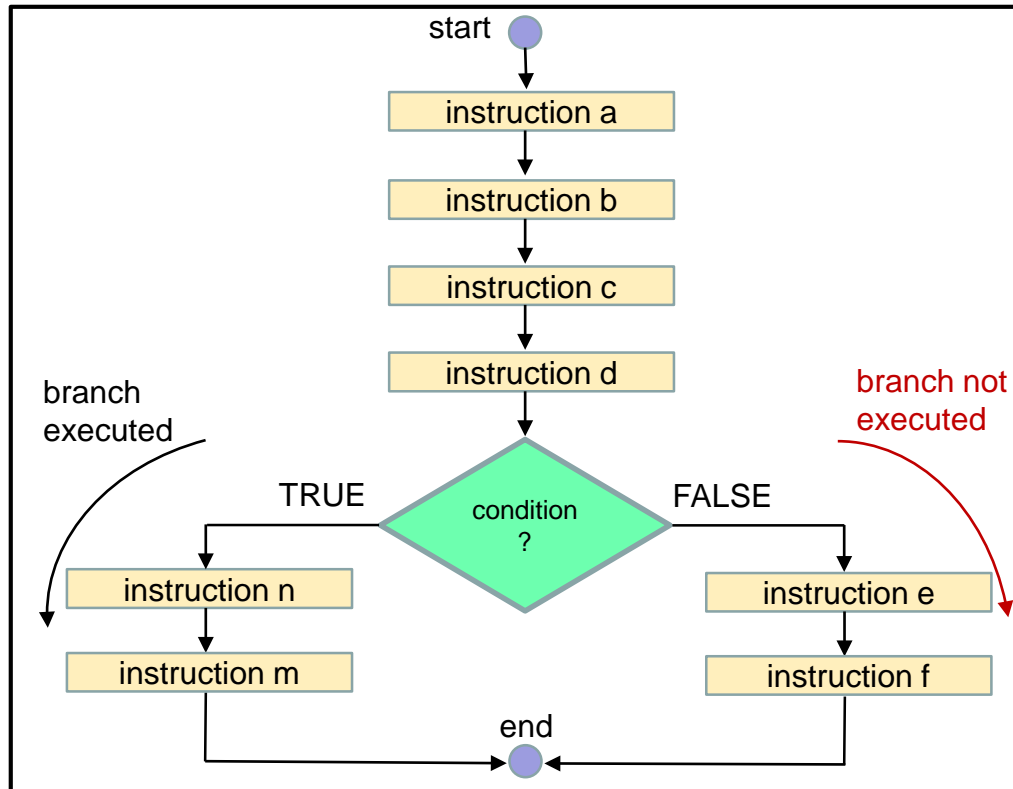 start
instruction a
instruction b
instruction c
instruction d
branch
executed
branch not
executed
TRUE
condition
?
FALSE
instruction n
instruction m
instruction e
instruction f
end